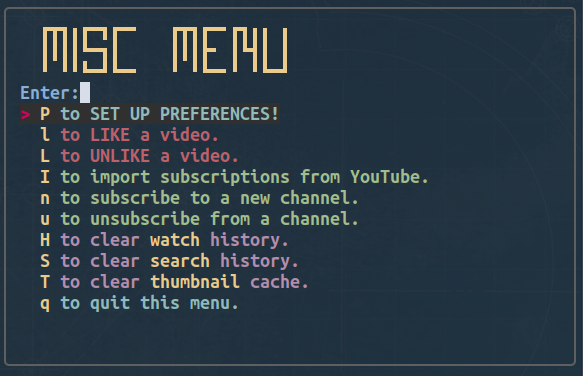 MISC MENU
Enter:
> P to SET UP PREFERENCES!
l to LIKE a video.
L to UNLIKE a video.
I to import subscriptions from YouTube.
n to subscribe to a new channel.
u to unsubscribe from a channel.
H to clear watch history.
S to clear search history.
T to clear thumbnail cache.
q to quit this menu.